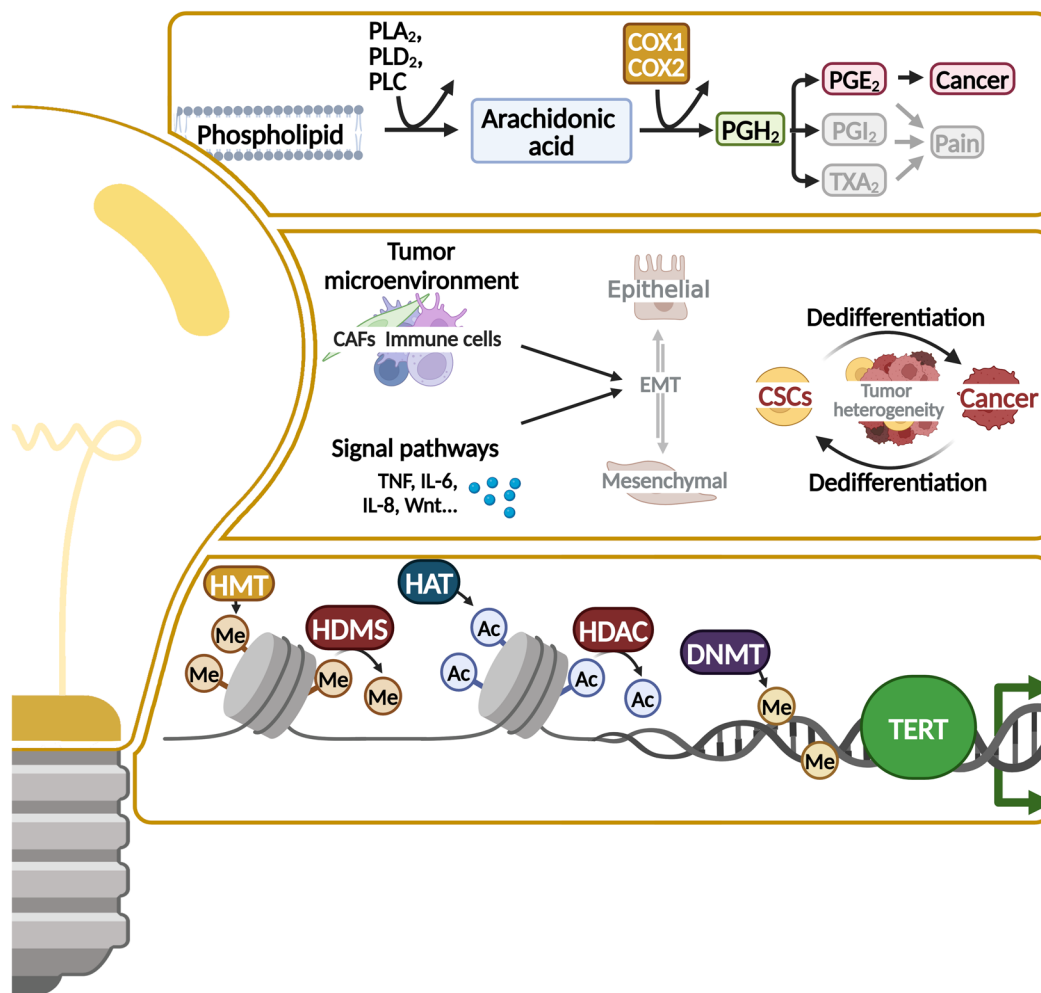 PLA₂,
PLD₂,
PLC
COX1
COX2
Phospholipid
Arachidonic
acid
PGH₂
PGE₂
Cancer
PGI₂
Pain
TXA₂
Tumor
microenvironment
CAFs Immune cells
Signal pathways
TNF, IL-6,
IL-8, Wnt...
Epithelial
EMT
Mesenchymal
Dedifferentiation
CSCs
Tumor
heterogeneity
Cancer
Dedifferentiation
HMT
Me
Me
HDMS
Me
Me
HAT
Ac
Ac
HDAC
Ac
Ac
DNMT
Me
Me
TERT